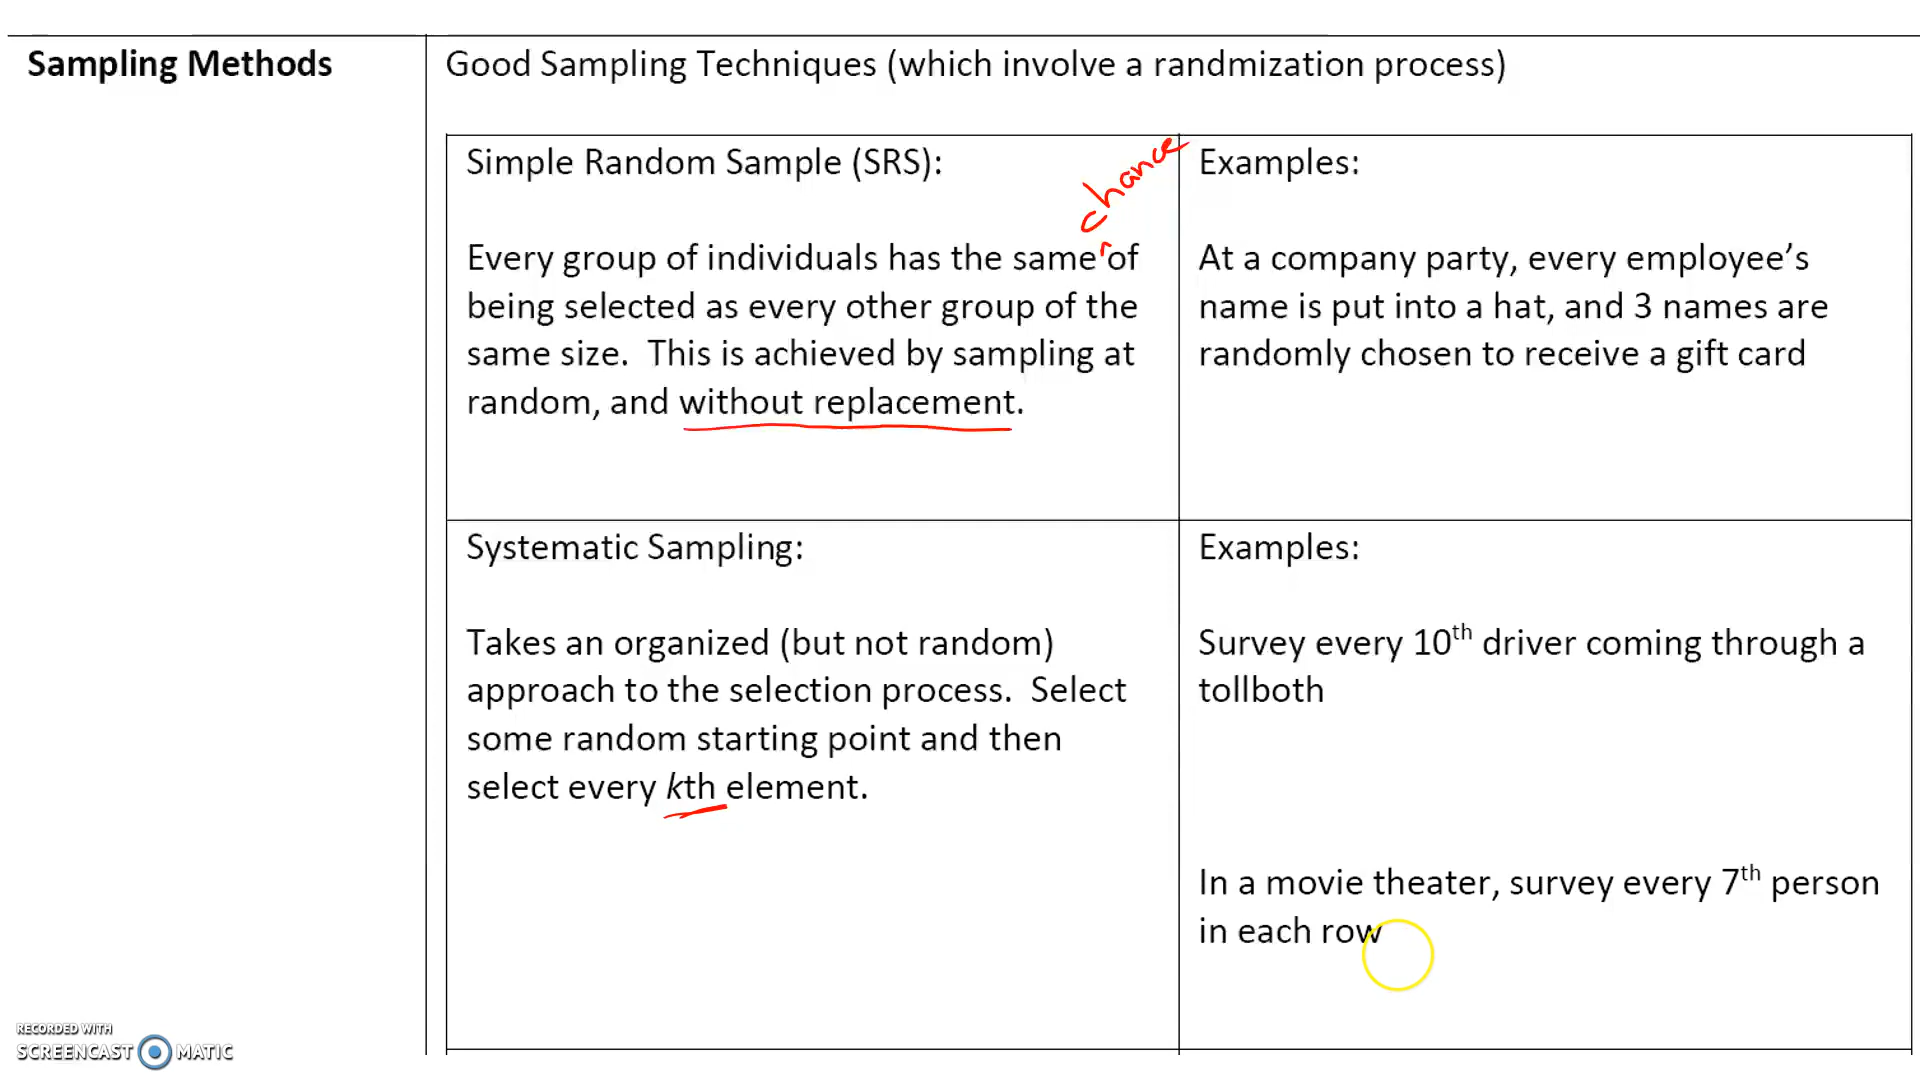 Sampling Methods
Good Sampling Techniques (which involve a randmization process)
Simple Random Sample (SRS):
chance
Every group of individuals has the same ^ of
being selected as every other group of the
same size. This is achieved by sampling at
random, and without replacement.
Examples:
At a company party, every employee’s
name is put into a hat, and 3 names are
randomly chosen to receive a gift card
Systematic Sampling:
Takes an organized (but not random)
approach to the selection process. Select
some random starting point and then
select every kth element.
Examples:
Survey every 10th driver coming through a
tollboth
In a movie theater, survey every 7th person
in each row
RECORDED WITH
SCREENCAST MATIC